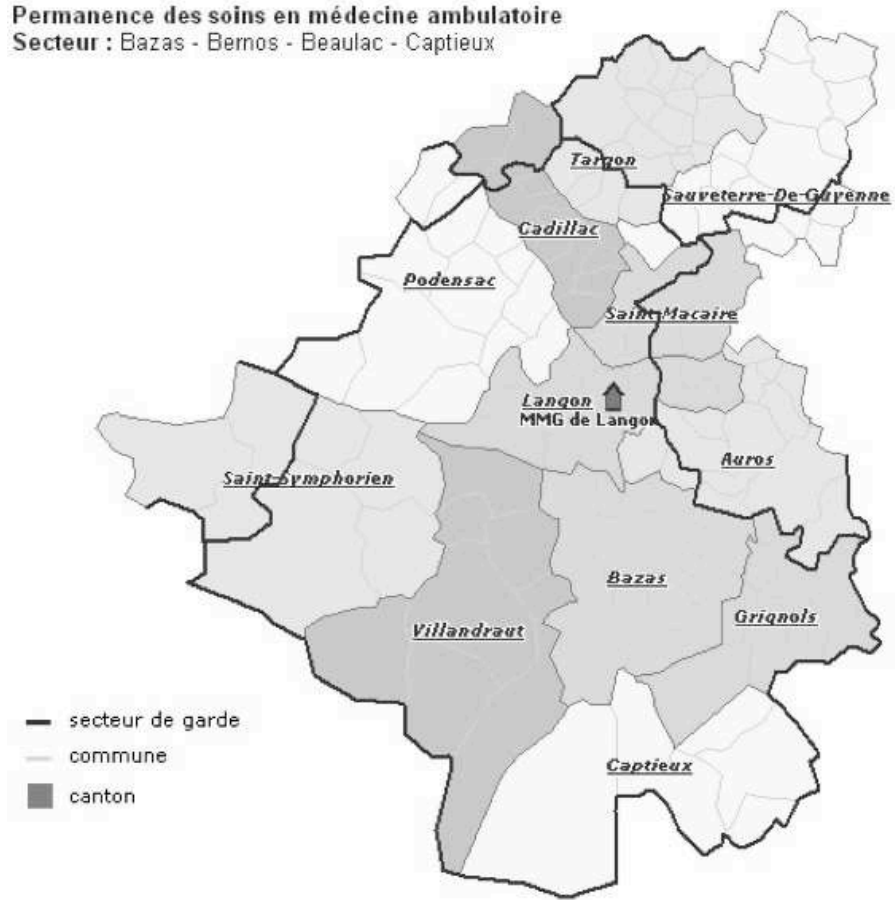 Permanence des soins en médecine ambulatoire
Secteur : Bazas - Bernos - Beaulac - Captieux
Targon
Sauveterre-De-Guyenne
Cadillac
Podensac
Saint-Macaire
Langon
MMG de Langon
Saint-Symphorien
Auros
Bazas
Grignols
Villandraut
Captieux
secteur de garde
commune
canton